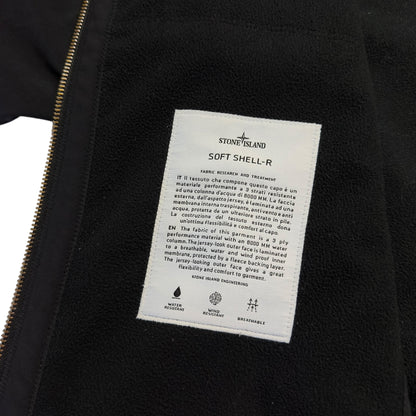 STONE ISLAND
SOFT SHELL-R
FABRIC RESEARCH AND TREATMENT
IT Il tessuto che compone questo capo è un
materiale performante a 3 strati resistente
ad una colonna d'acqua di 8000 MM. La faccia
esterna, dall'aspetto jersey, è laminata ad una
membrana interna traspirante, antivento e anti
acqua, protetta da un ulteriore strato in pile.
La costruzione del tessuto esterno dona
un'ottima flessibilità e comfort al capo.
EN The fabric of this garment is a 3 ply
performance material with an 8000 MM water
column. The jersey-look outer face is laminated
to a breathable, water and wind proof inner
membrane, protected by a fleece backing layer.
The jersey-looking outer face gives a great
flexibility and comfort to garment.
STONE ISLAND ENGINEERING
WATER WIND BREATHABLE
RESISTANT RESISTANT